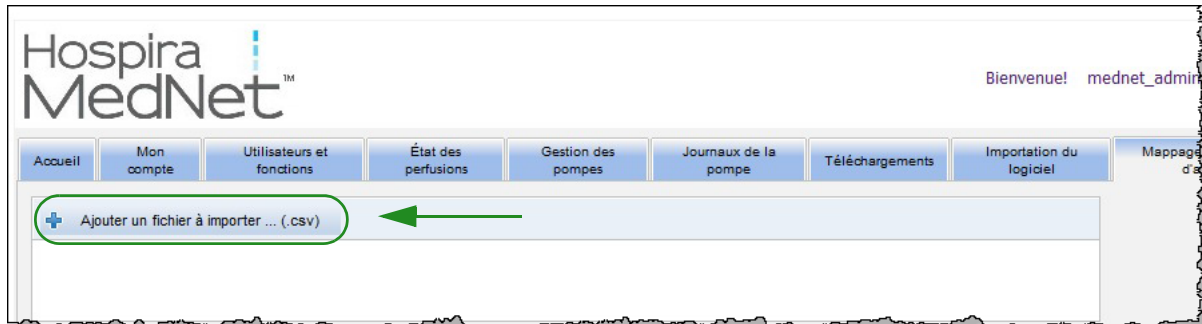 Hospira
MedNet™
Bienvenue! mednet_admin
Accueil
Mon
compte
Utilisateurs et
fonctions
État des
perfusions
Gestion des
pompes
Journaux de la
pompe
Téléchargements
Importation du
logiciel
Mappage
Ajouter un fichier à importer ... (.csv)